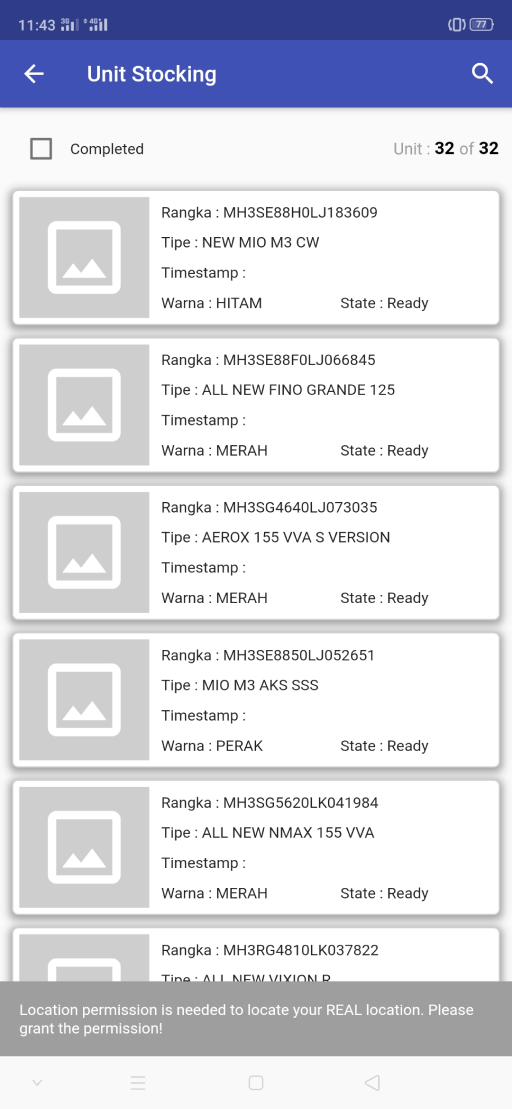 11:43 3G 4G 77
Unit Stocking
Completed Unit : 32 of 32
Rangka : MH3SE88H0LJ183609
Tipe : NEW MIO M3 CW
Timestamp :
Warna : HITAM State : Ready
Rangka : MH3SE88F0LJ066845
Tipe : ALL NEW FINO GRANDE 125
Timestamp :
Warna : MERAH State : Ready
Rangka : MH3SG4640LJ073035
Tipe : AEROX 155 VVA S VERSION
Timestamp :
Warna : MERAH State : Ready
Rangka : MH3SE8850LJ052651
Tipe : MIO M3 AKS SSS
Timestamp :
Warna : PERAK State : Ready
Rangka : MH3SG5620LK041984
Tipe : ALL NEW NMAX 155 VVA
Timestamp :
Warna : MERAH State : Ready
Rangka : MH3RG4810LK037822
Tipe : ALL NEW VIXION R
Location permission is needed to locate your REAL location. Please
grant the permission!